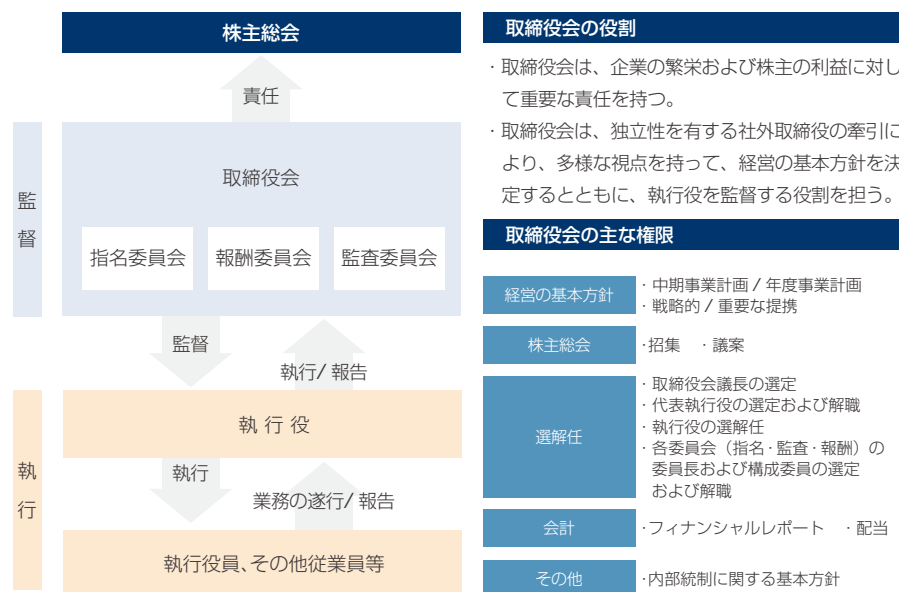 株主総会
責任
監督
取締役会
指名委員会 報酬委員会 監査委員会
監督
執行/ 報告
執行
執 行 役
執行
業務の遂行/ 報告
執行役員、その他従業員等
取締役会の役割
・取締役会は、企業の繁栄および株主の利益に対し
て重要な責任を持つ。
・取締役会は、独立性を有する社外取締役の牽引に
より、多様な視点を持って、経営の基本方針を決
定するとともに、執行役を監督する役割を担う。
取締役会の主な権限
経営の基本方針
・中期事業計画 / 年度事業計画
・戦略的 / 重要な提携
株主総会
・招集 ・議案
選解任
・取締役会議長の選定
・代表執行役の選定および解職
・執行役の選解任
・各委員会（指名・監査・報酬）の
委員長および構成委員の選定
および解職
会計
・フィナンシャルレポート ・配当
その他
・内部統制に関する基本方針